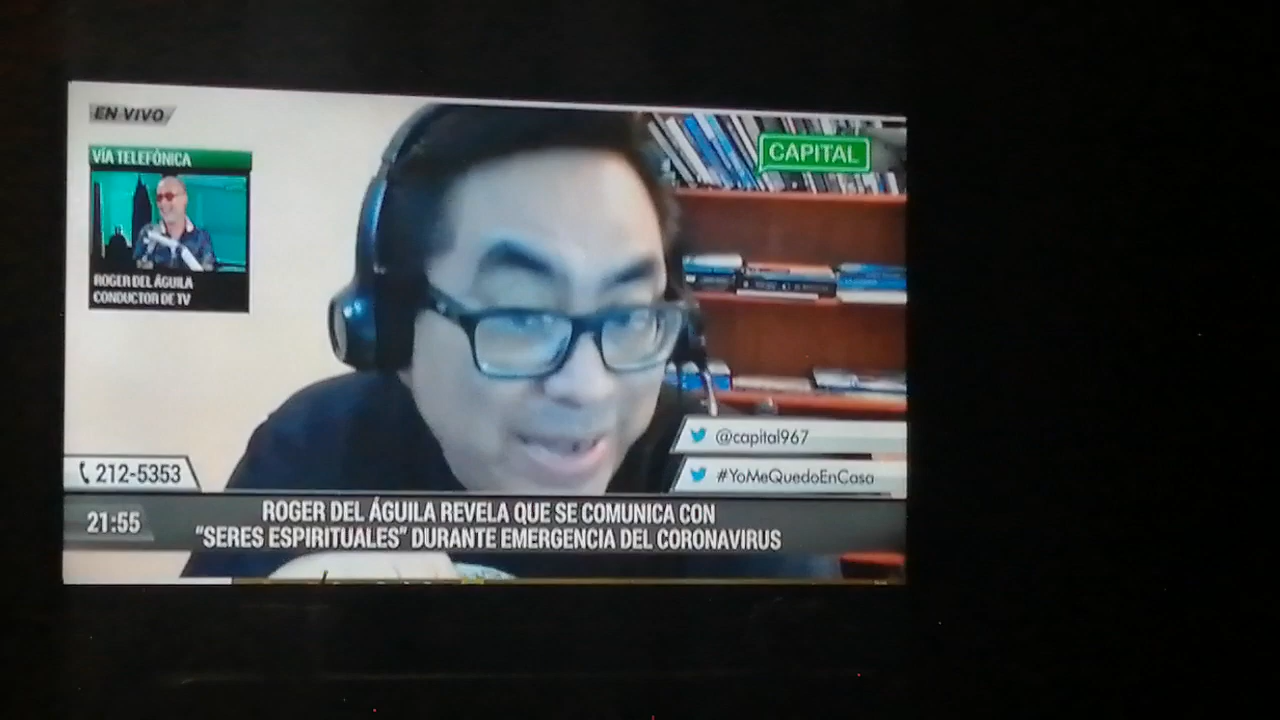 EN VIVO
VÍA TELEFÓNICA
ROGER DEL ÁGUILA
CONDUCTOR DE TV
CAPITAL
@capital967
#YoMeQuedoEnCasa
212-5353
21:55
ROGER DEL ÁGUILA REVELA QUE SE COMUNICA CON
"SERES ESPIRITUALES" DURANTE EMERGENCIA DEL CORONAVIRUS